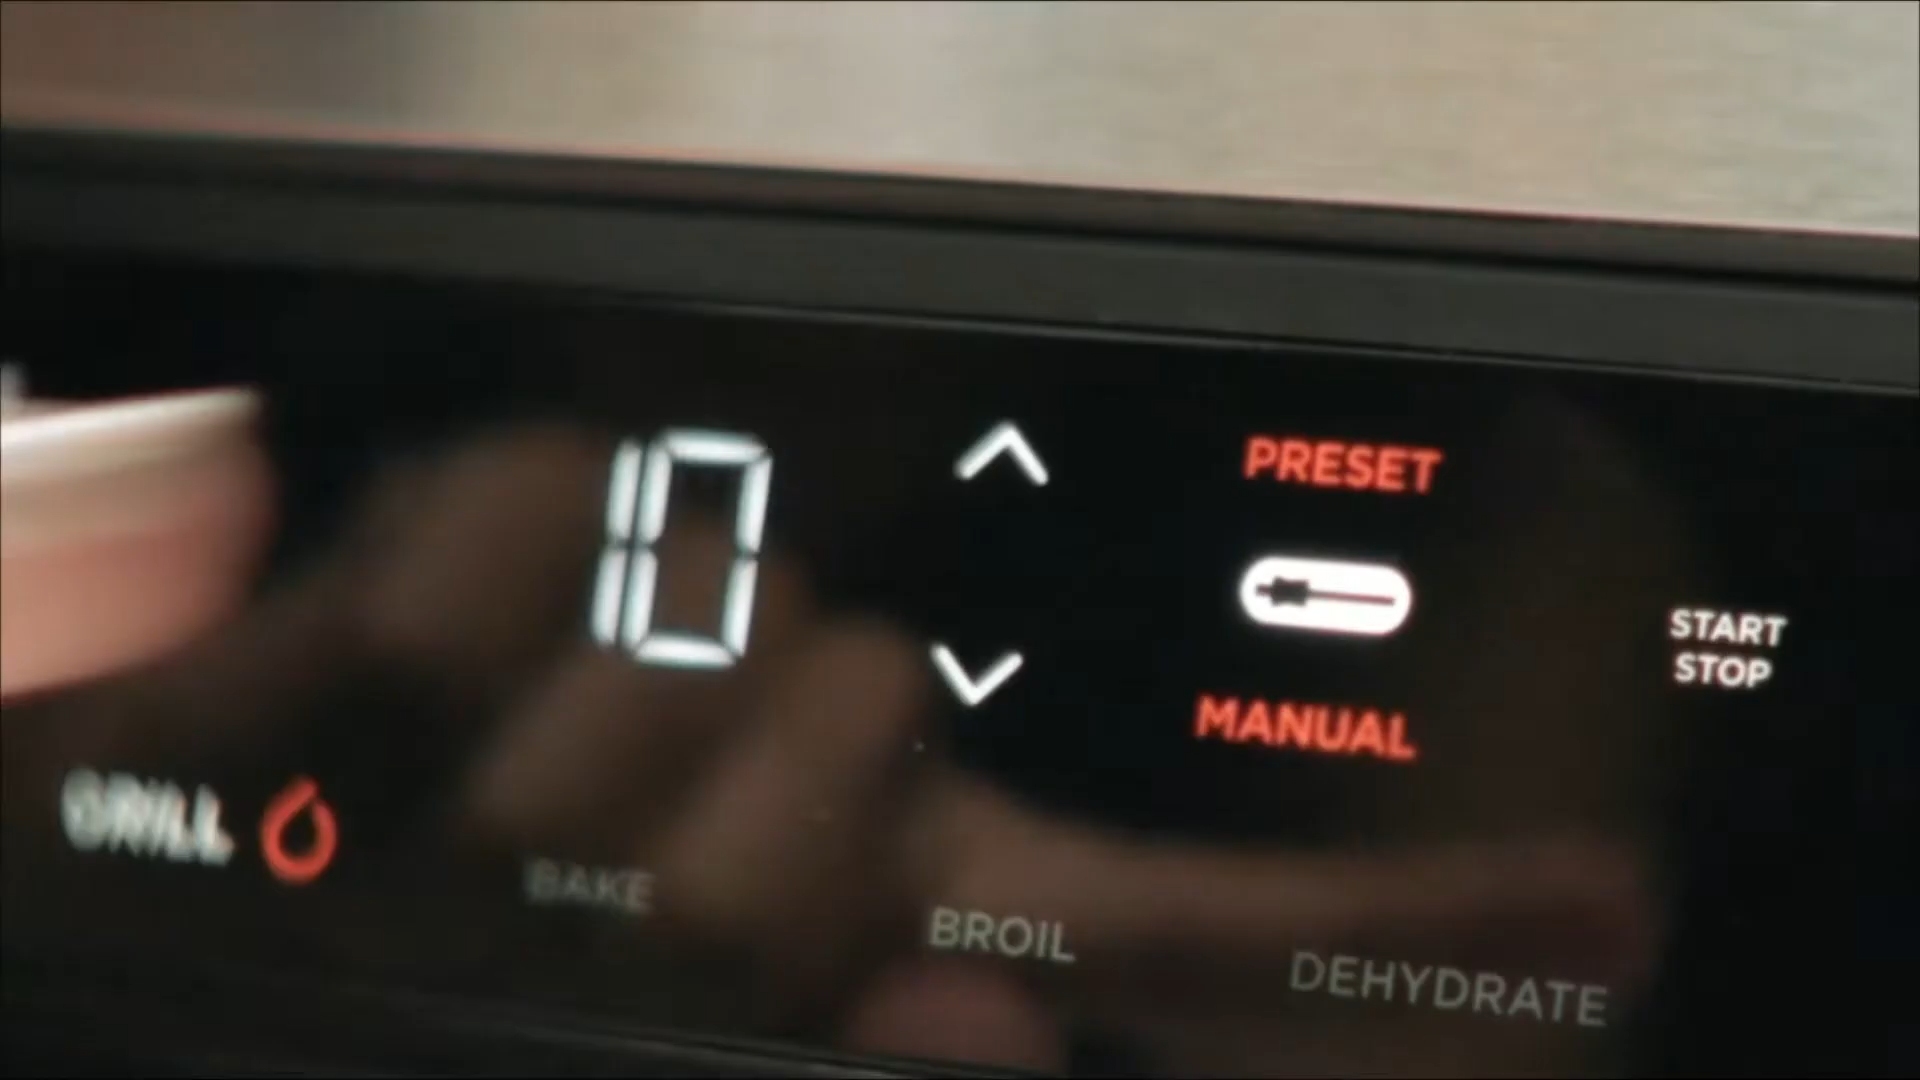 10
PRESET
MANUAL
START
STOP
GRILL
BAKE
BROIL
DEHYDRATE